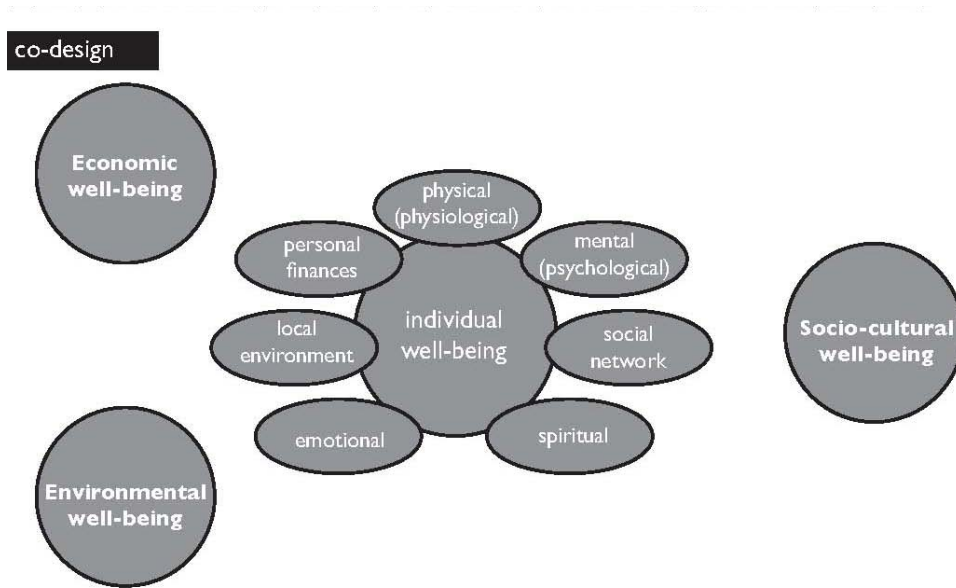 co-design
Economic
well-being
physical
(physiological)
personal
finances
mental
(psychological)
local
environment
individual
well-being
social
network
Socio-cultural
well-being
emotional
spiritual
Environmental
well-being